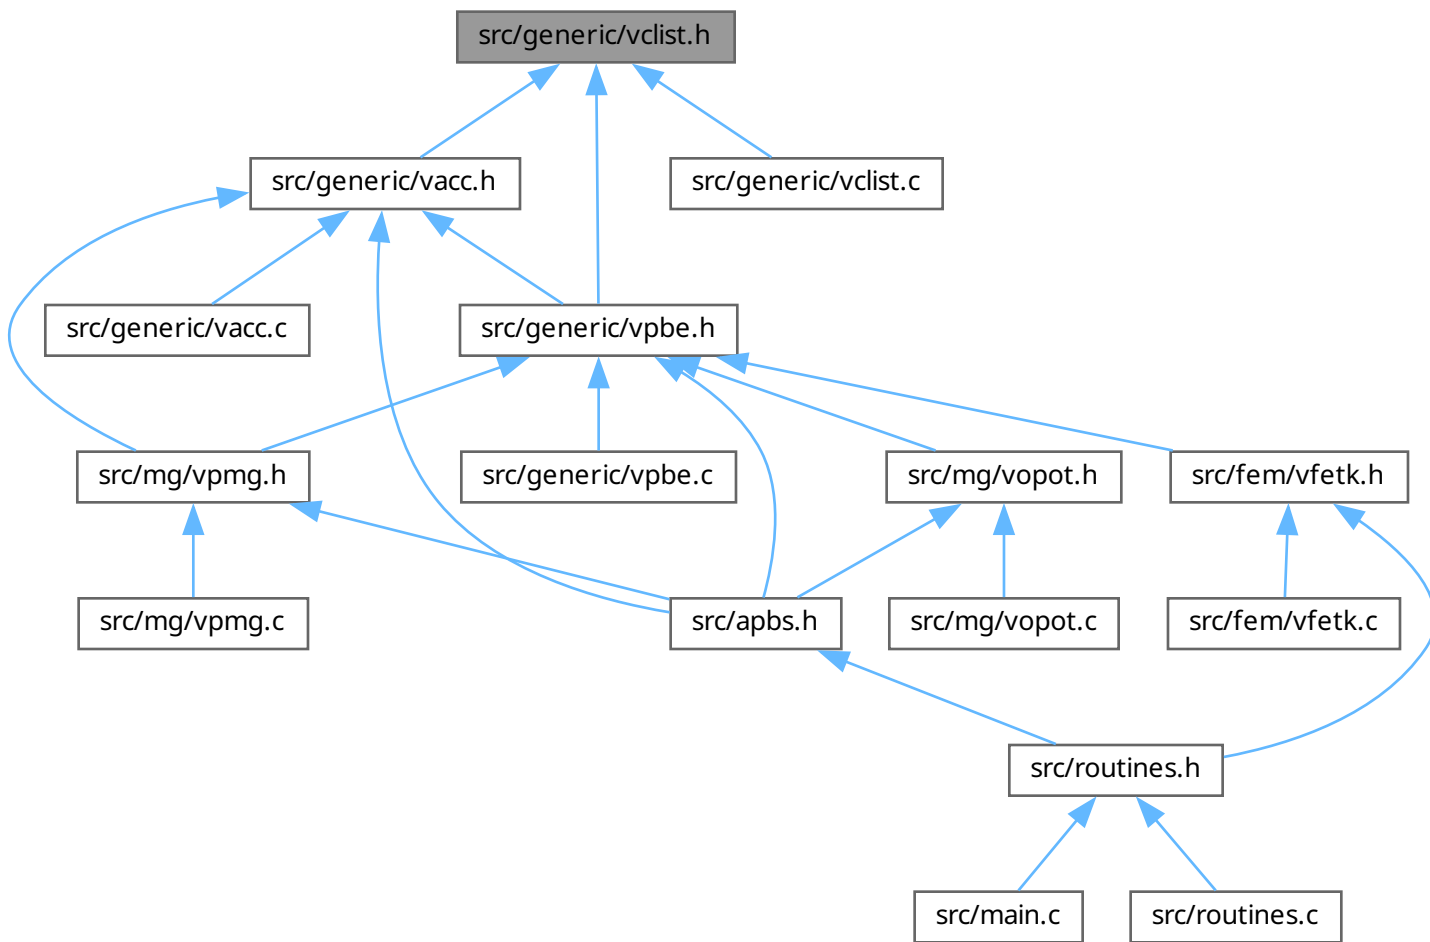 src/generic/vclist.h
src/generic/vacc.h
src/generic/vclist.c
src/generic/vacc.c
src/generic/vpbe.h
src/mg/vpmg.h
src/generic/vpbe.c
src/mg/vopot.h
src/fem/vfetk.h
src/mg/vpmg.c
src/apbs.h
src/mg/vopot.c
src/fem/vfetk.c
src/routines.h
src/main.c
src/routines.c